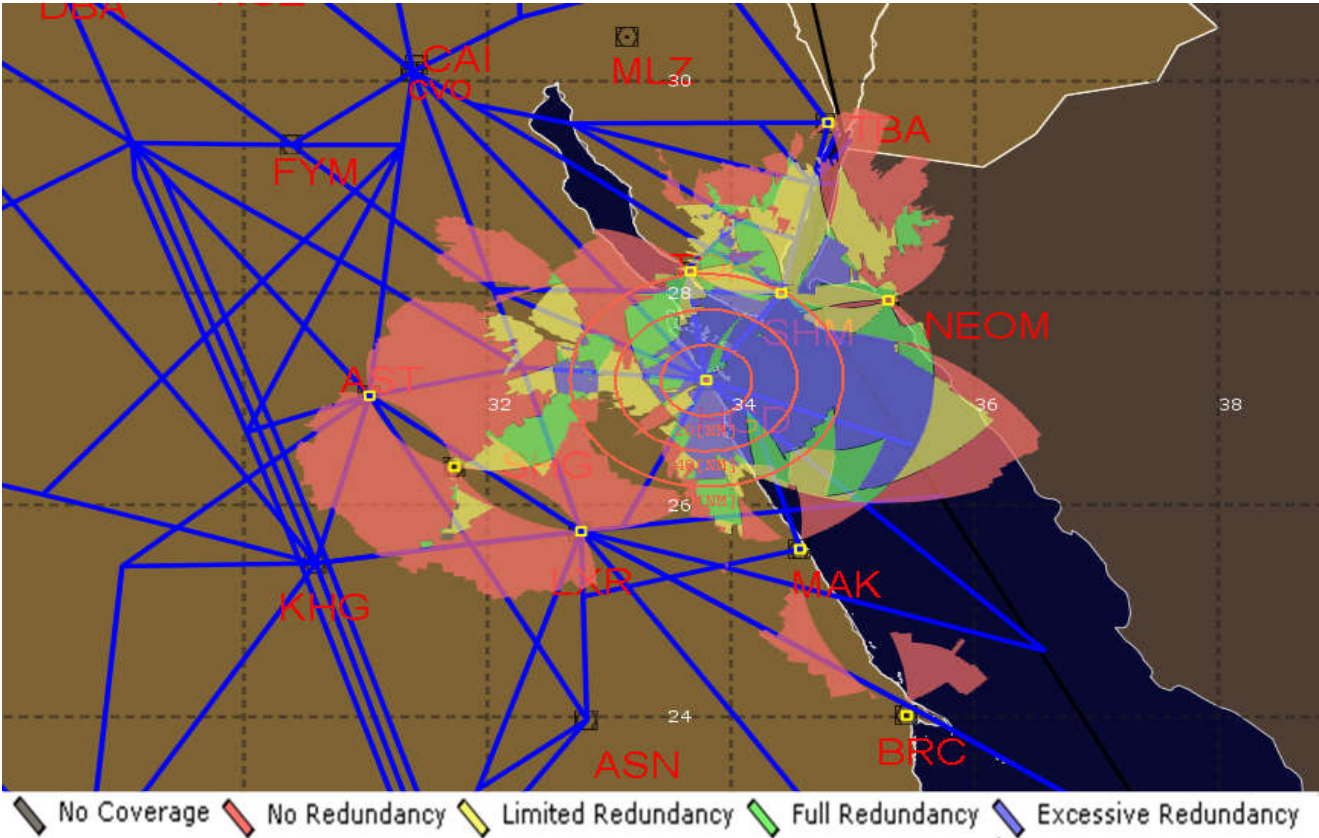 DBA
CAI
CVO
MLZ
30
TBA
FYM
28
SHM
NEOM
AST
32
34
36
38
26
LXR
MAK
KHG
24
ASN
BRC
No Coverage No Redundancy Limited Redundancy Full Redundancy Excessive Redundancy